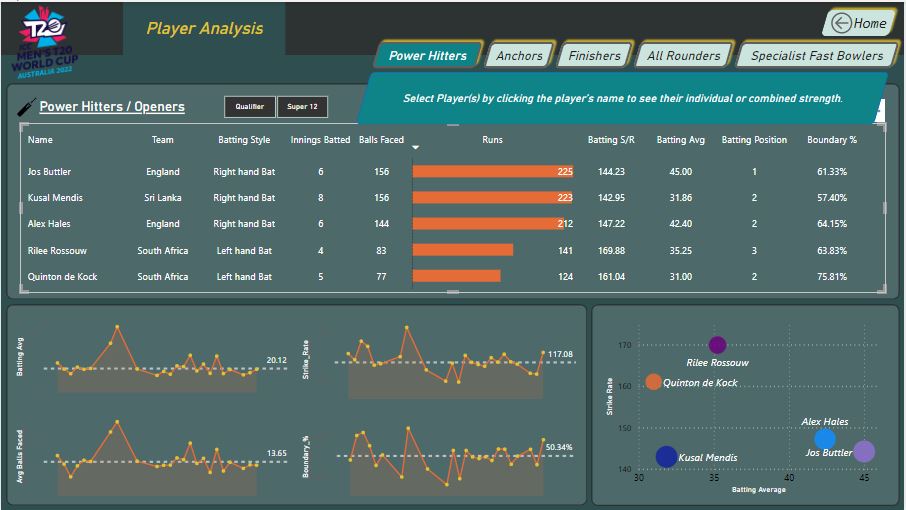 T20
ICC
MEN'S T20
WORLD CUP
AUSTRALIA 2022
Player Analysis
Home
Power Hitters
Anchors
Finishers
All Rounders
Specialist Fast Bowlers
Select Player(s) by clicking the player's name to see their individual or combined strength.
Power Hitters / Openers
Qualifier
Super 12
Name Team Batting Style Innings Batted Balls Faced Runs Batting S/R Batting Avg Batting Position Boundary %
Jos Buttler England Right hand Bat 6 156 225 144.23 45.00 1 61.33%
Kusal Mendis Sri Lanka Right hand Bat 8 156 223 142.95 31.86 2 57.40%
Alex Hales England Right hand Bat 6 144 212 147.22 42.40 2 64.15%
Rilee Rossouw South Africa Left hand Bat 4 83 141 169.88 35.25 3 63.83%
Quinton de Kock South Africa Left hand Bat 5 77 124 161.04 31.00 2 75.81%
Batting Avg
20.12
Strike_Rate
117.08
Avg Balls Faced
13.65
Boundary_%
50.34%
Strike Rate
170
160
150
140
Rilee Rossouw
Quinton de Kock
Alex Hales
Jos Buttler
Kusal Mendis
30 35 40 45
Batting Average